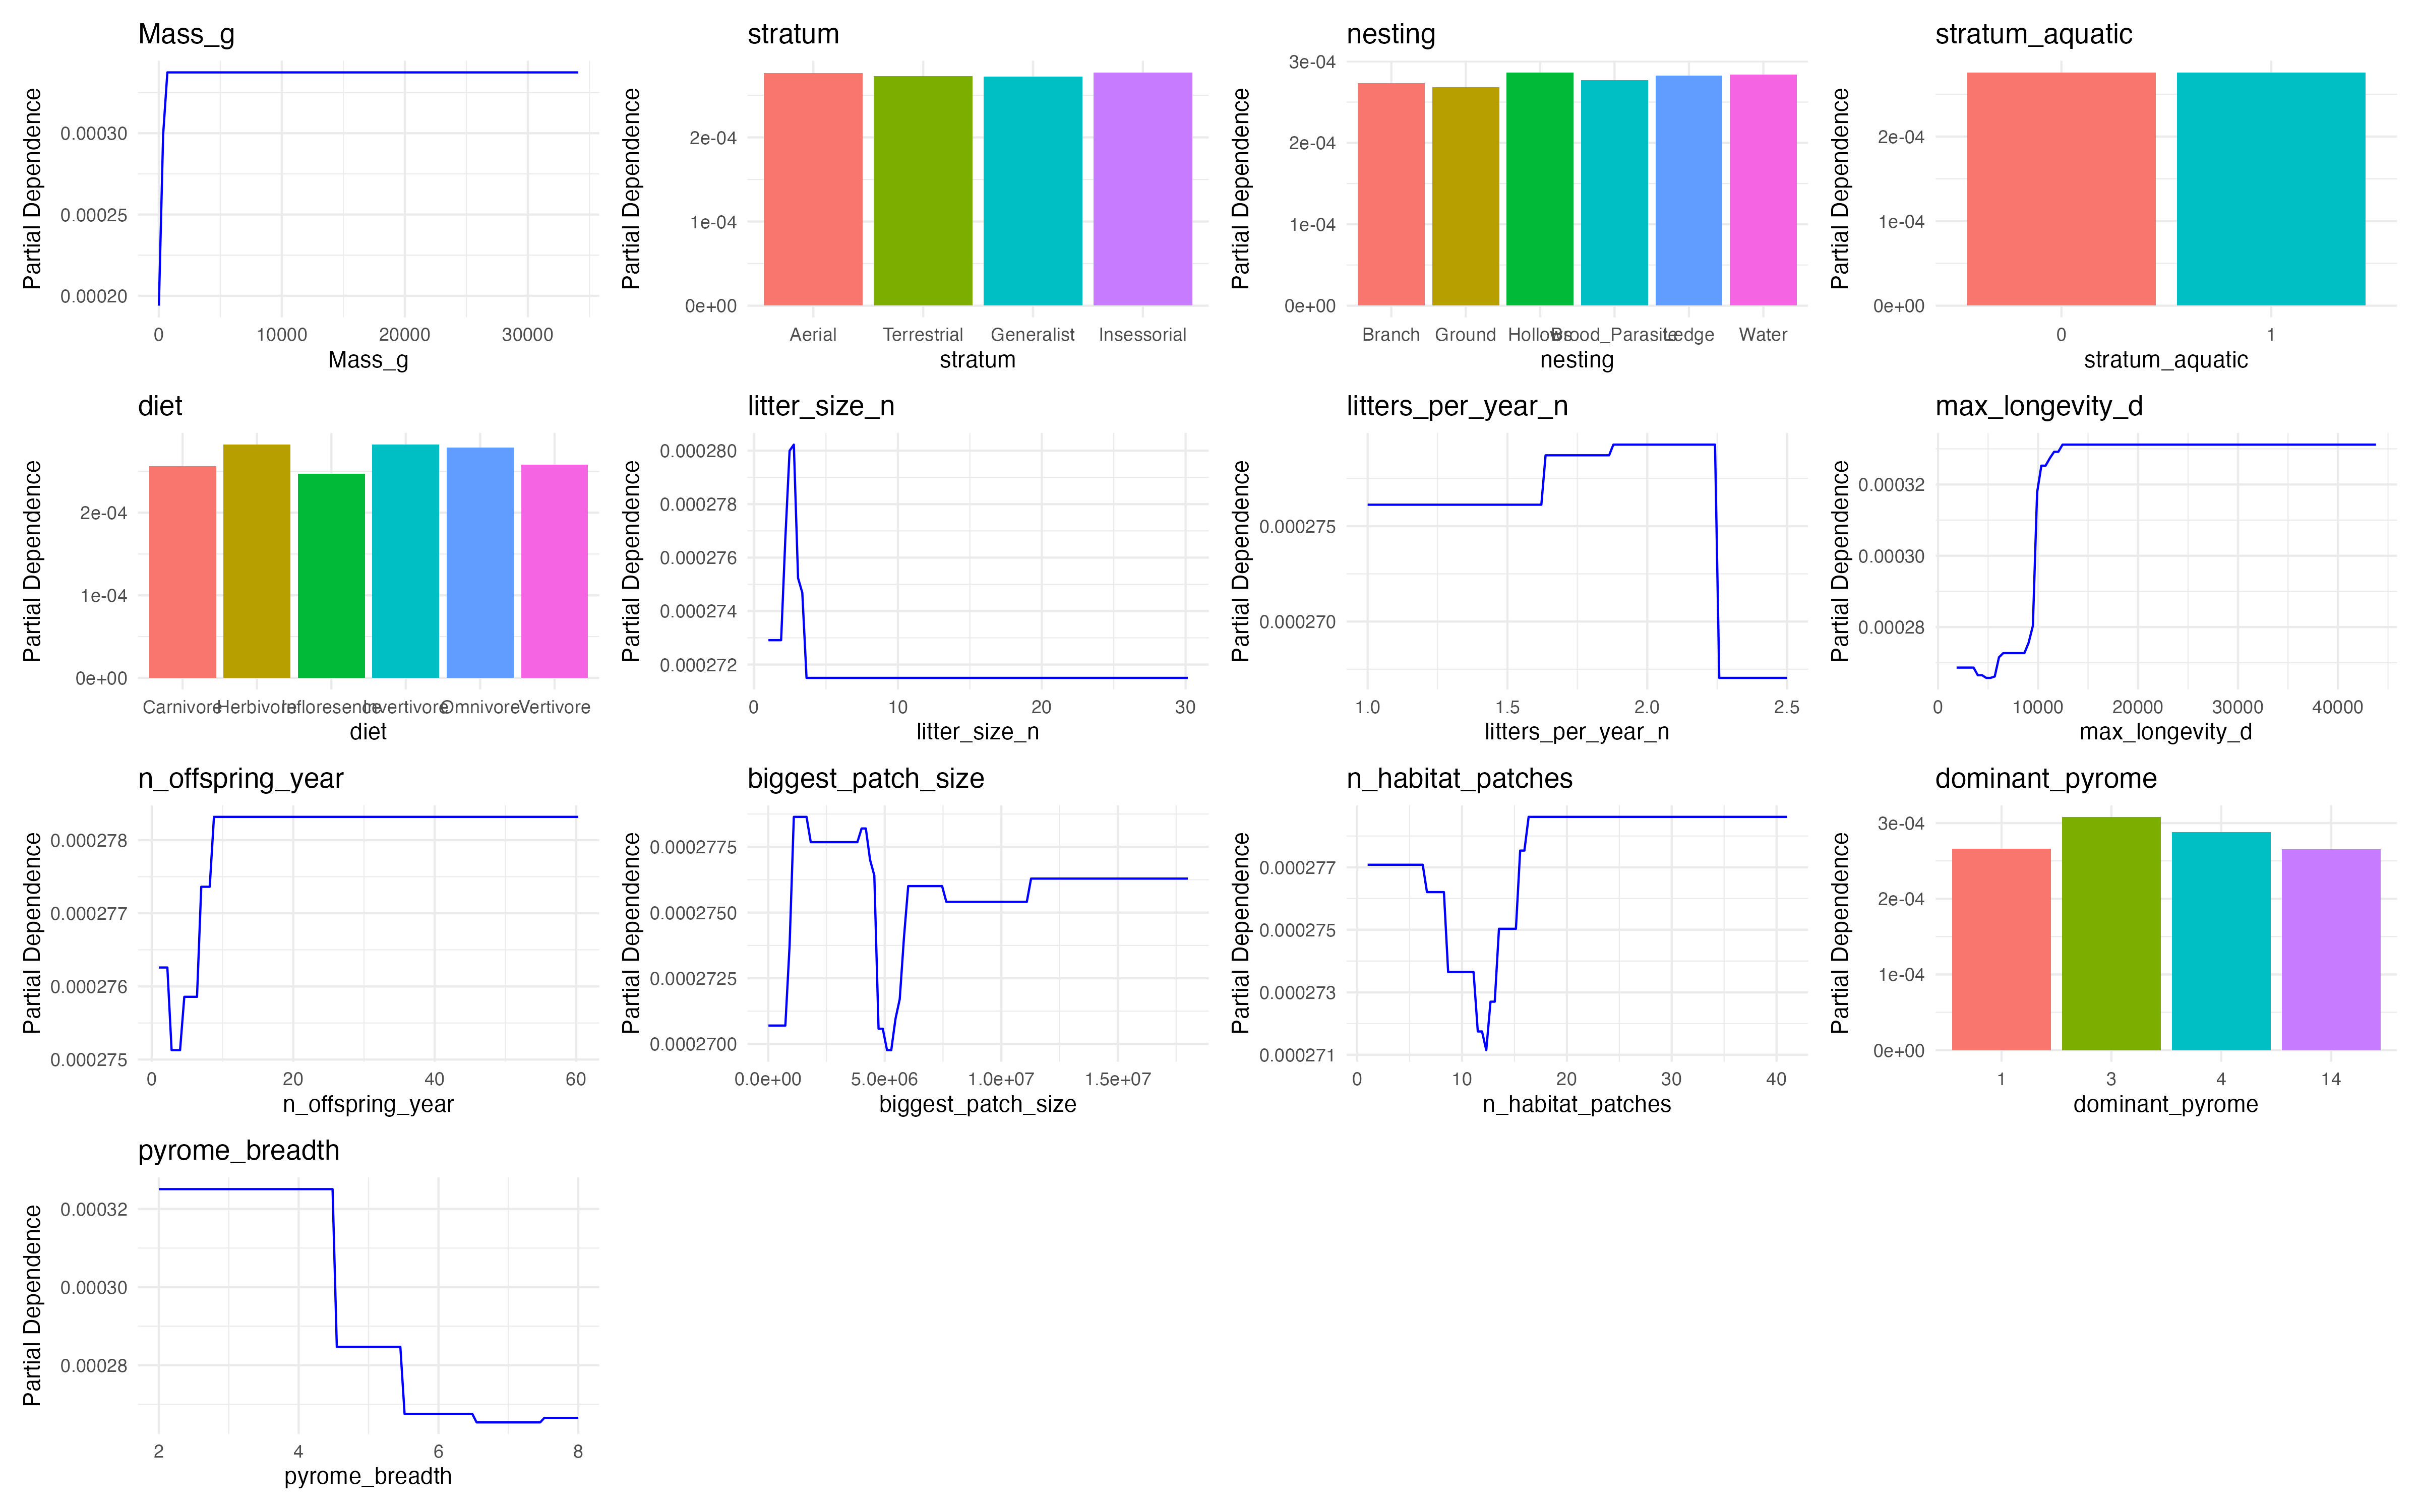 Mass_g
Partial Dependence
0.00030
0.00025
0.00020
0 10000 20000 30000
Mass_g
stratum
Partial Dependence
2e-04
1e-04
0e+00
Aerial Terrestrial Generalist Insessorial
stratum
nesting
Partial Dependence
3e-04
2e-04
1e-04
0e+00
Branch Ground Hollows Brood_Parasite Ledge Water
nesting
stratum_aquatic
Partial Dependence
2e-04
1e-04
0e+00
0 1
stratum_aquatic
diet
Partial Dependence
2e-04
1e-04
0e+00
Carnivore Herbivore Infloresence Invertivore Omnivore Vertivore
diet
litter_size_n
Partial Dependence
0.000280
0.000278
0.000276
0.000274
0.000272
0 10 20 30
litter_size_n
litters_per_year_n
Partial Dependence
0.000275
0.000270
1.0 1.5 2.0 2.5
litters_per_year_n
max_longevity_d
Partial Dependence
0.00032
0.00030
0.00028
0 10000 20000 30000 40000
max_longevity_d
n_offspring_year
Partial Dependence
0.000278
0.000277
0.000276
0.000275
0 20 40 60
n_offspring_year
biggest_patch_size
Partial Dependence
0.0002775
0.0002750
0.0002725
0.0002700
0.0e+00 5.0e+06 1.0e+07 1.5e+07
biggest_patch_size
n_habitat_patches
Partial Dependence
0.000277
0.000275
0.000273
0.000271
0 10 20 30 40
n_habitat_patches
dominant_pyrome
Partial Dependence
3e-04
2e-04
1e-04
0e+00
1 3 4 14
dominant_pyrome
pyrome_breadth
Partial Dependence
0.00032
0.00030
0.00028
2 4 6 8
pyrome_breadth